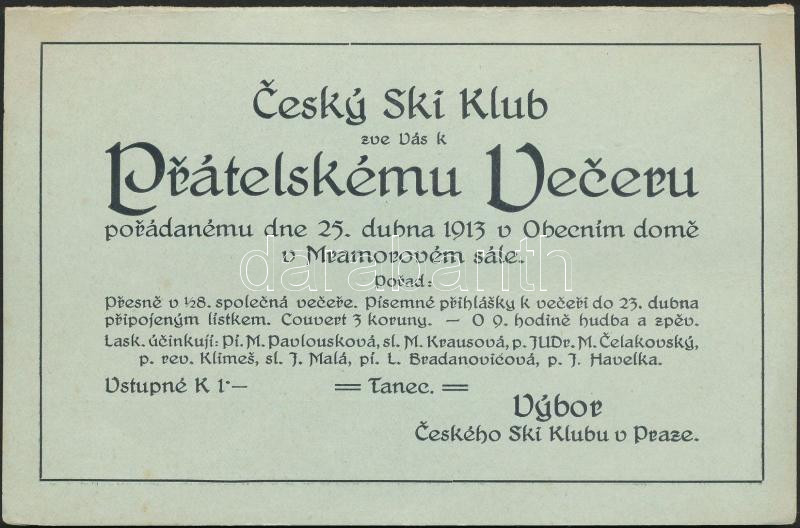 Český Ski Klub
zve Vás k
Přátelskému Večeru
pořádanému dne 25. dubna 1913 v Obecním domě
v Mramorovém sále.
Pořad:
Přesně v ½8. společná večeře. Písemné přihlášky k večeři do 23. dubna
připojeným lístkem. Couvert 3 koruny. — O 9. hodině hudba a zpěv.
Lask. účinkují: Pí. M. Pavlousková, sl. M. Krausová, p. JUDr. M. Čelakovský,
p. rev. Klimeš, sl. J. Malá, pí. L. Bradanovičová, p. J. Havelka.
Vstupné K 1·— == Tanec. ==
Výbor
Českého Ski Klubu v Praze.
darabanth